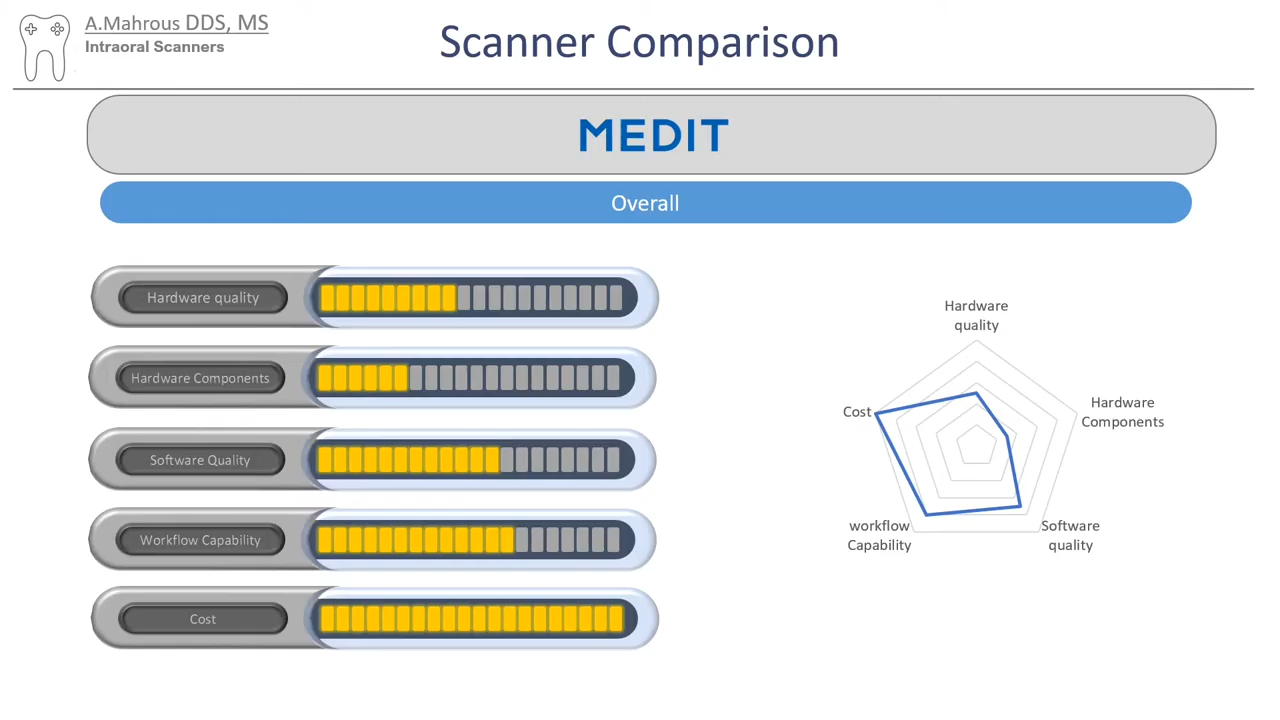 A.Mahrous DDS, MS
Intraoral Scanners
Scanner Comparison
MEDIT
Overall
Hardware quality
Hardware Components
Software Quality
Workflow Capability
Cost
Hardware
quality
Hardware
Components
Cost
workflow
Capability
Software
quality